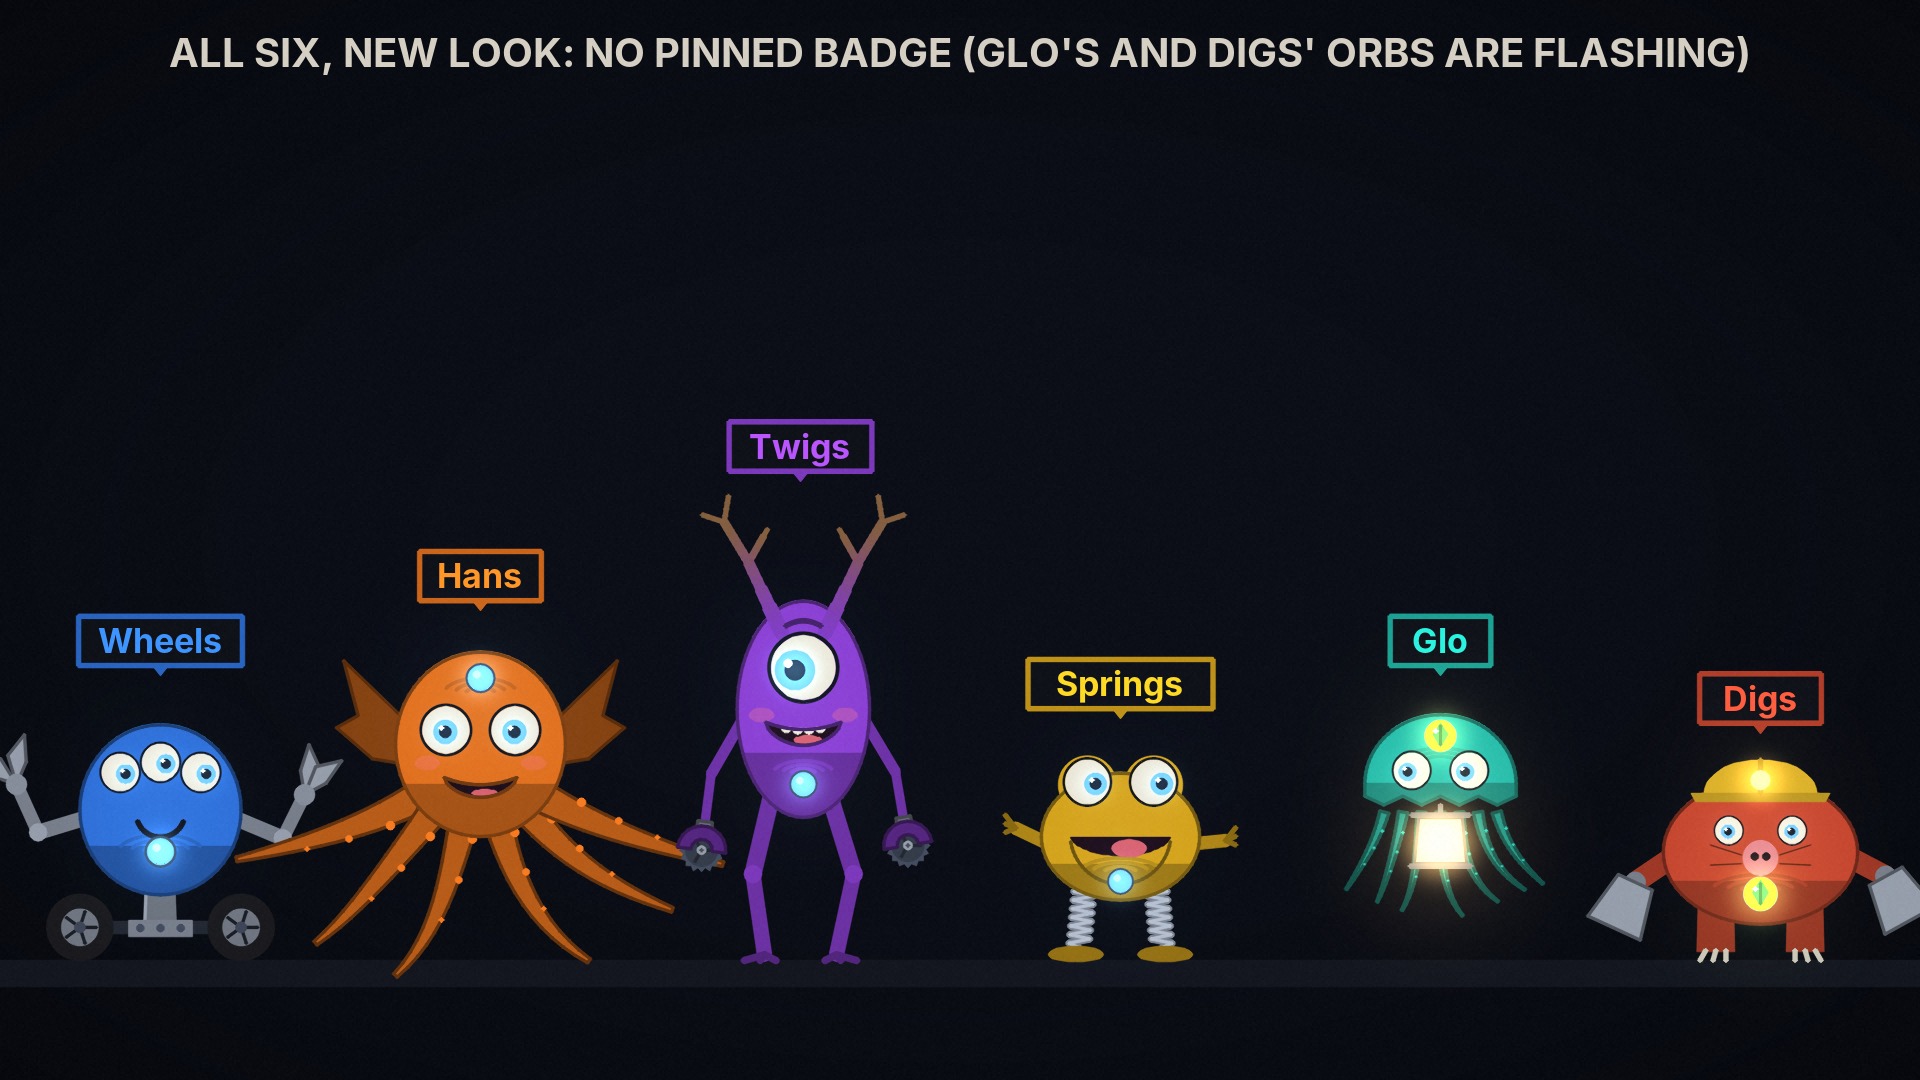 ALL SIX, NEW LOOK: NO PINNED BADGE (GLO'S AND DIGS' ORBS ARE FLASHING)
Twigs
Hans
Wheels
Springs
Glo
Digs